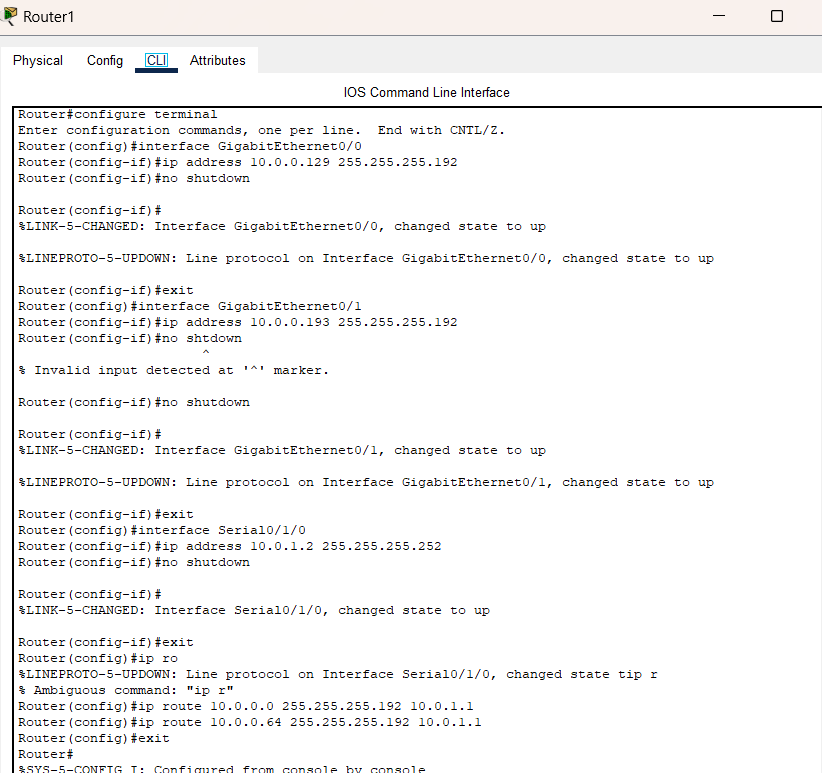 Router1
Physical Config CLI Attributes
IOS Command Line Interface
Router#configure terminal
Enter configuration commands, one per line.  End with CNTL/Z.
Router(config)#interface GigabitEthernet0/0
Router(config-if)#ip address 10.0.0.129 255.255.255.192
Router(config-if)#no shutdown
Router(config-if)#
%LINK-5-CHANGED: Interface GigabitEthernet0/0, changed state to up
%LINEPROTO-5-UPDOWN: Line protocol on Interface GigabitEthernet0/0, changed state to up
Router(config-if)#exit
Router(config)#interface GigabitEthernet0/1
Router(config-if)#ip address 10.0.0.193 255.255.255.192
Router(config-if)#no shtdown
^
% Invalid input detected at '^' marker.
Router(config-if)#no shutdown
Router(config-if)#
%LINK-5-CHANGED: Interface GigabitEthernet0/1, changed state to up
%LINEPROTO-5-UPDOWN: Line protocol on Interface GigabitEthernet0/1, changed state to up
Router(config-if)#exit
Router(config)#interface Serial0/1/0
Router(config-if)#ip address 10.0.1.2 255.255.255.252
Router(config-if)#no shutdown
Router(config-if)#
%LINK-5-CHANGED: Interface Serial0/1/0, changed state to up
Router(config-if)#exit
Router(config)#ip ro
%LINEPROTO-5-UPDOWN: Line protocol on Interface Serial0/1/0, changed state tip r
% Ambiguous command: "ip r"
Router(config)#ip route 10.0.0.0 255.255.255.192 10.0.1.1
Router(config)#ip route 10.0.0.64 255.255.255.192 10.0.1.1
Router(config)#exit
Router#
%SYS-5-CONFIG_I: Configured from console by console